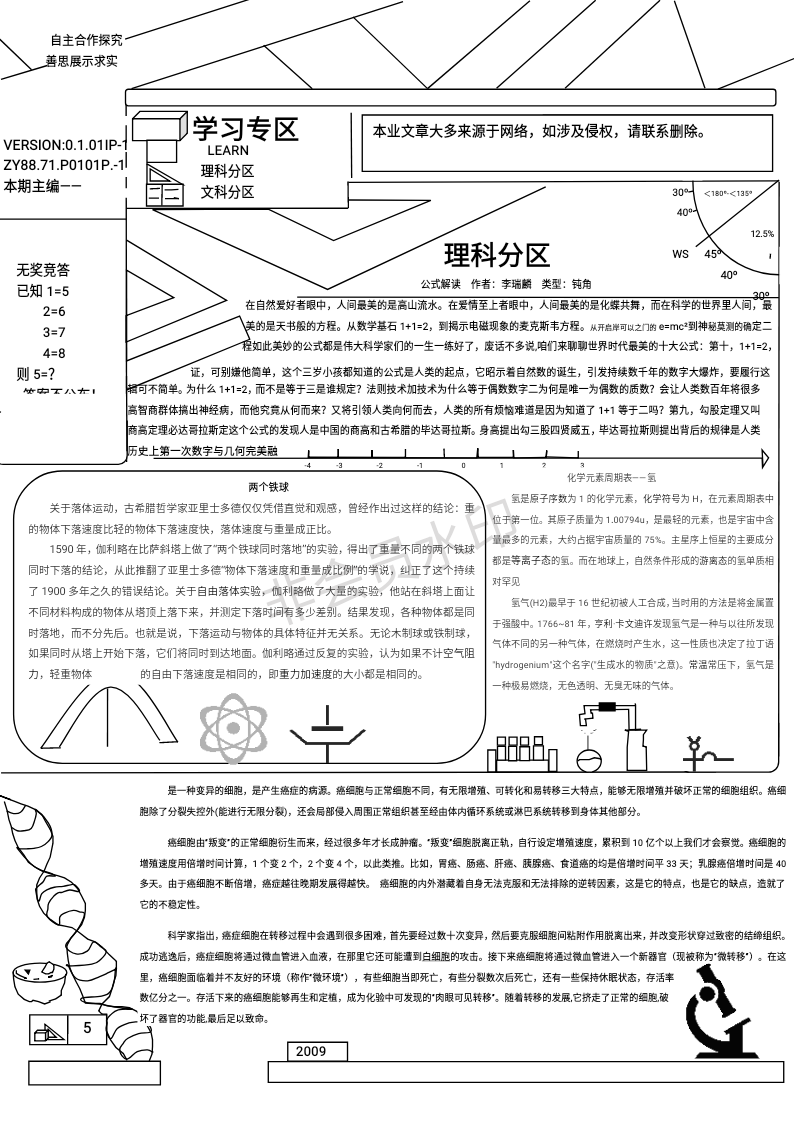 自主合作探究
善思展示求实
VERSION:0.1.01IP-1
ZY88.71.P0101P.-1
本期主编——
学习专区
LEARN
理科分区
文科分区
本业文章大多来源于网络，如涉及侵权，请联系删除。
无奖竞答
已知 1=5
2=6
3=7
4=8
则 5=？
30°
＜180°-＜135°
40°
12.5%
WS
45°
40°
30°
理科分区
公式解读　作者：李瑞麟　类型：钝角
在自然爱好者眼中，人间最美的是高山流水。在爱情至上者眼中，人间最美的是化蝶共舞，而在科学的世界里人间，最
美的是天书般的方程。从数学基石 1+1=2，到揭示电磁现象的麦克斯韦方程。从开启岸可以之门的 e=mc²到神秘莫测的确定二
程如此美妙的公式都是伟大科学家们的一生一练好了，废话不多说,咱们来聊聊世界时代最美的十大公式：第十，1+1=2，
证，可别嫌他简单，这个三岁小孩都知道的公式是人类的起点，它昭示着自然数的诞生，引发持续数千年的数字大爆炸，要履行这
辑可不简单。为什么 1+1=2，而不是等于三是谁规定？法则技术加技术为什么等于偶数数字二为何是唯一为偶数的质数？会让人类数百年将很多
高智商群体搞出神经病，而他究竟从何而来？又将引领人类向何而去，人类的所有烦恼难道是因为知道了 1+1 等于二吗？第九，勾股定理又叫
商高定理必达哥拉斯定这个公式的发现人是中国的商高和古希腊的毕达哥拉斯。身高提出勾三股四贤威五，毕达哥拉斯则提出背后的规律是人类
历史上第一次数字与几何完美融
-4 -3 -2 -1 0 1 2 3
两个铁球
关于落体运动，古希腊哲学家亚里士多德仅仅凭借直觉和观感，曾经作出过这样的结论：重
的物体下落速度比轻的物体下落速度快，落体速度与重量成正比。
1590 年，伽利略在比萨斜塔上做了“两个铁球同时落地”的实验，得出了重量不同的两个铁球
同时下落的结论，从此推翻了亚里士多德“物体下落速度和重量成比例”的学说，纠正了这个持续
了 1900 多年之久的错误结论。关于自由落体实验，伽利略做了大量的实验，他站在斜塔上面让
不同材料构成的物体从塔顶上落下来，并测定下落时间有多少差别。结果发现，各种物体都是同
时落地，而不分先后。也就是说，下落运动与物体的具体特征并无关系。无论木制球或铁制球，
如果同时从塔上开始下落，它们将同时到达地面。伽利略通过反复的实验，认为如果不计空气阻
力，轻重物体　　　的自由下落速度是相同的，即重力加速度的大小都是相同的。
化学元素周期表——氢
氢是原子序数为 1 的化学元素，化学符号为 H，在元素周期表中
位于第一位。其原子质量为 1.00794u，是最轻的元素，也是宇宙中含
量最多的元素，大约占据宇宙质量的 75%。主星序上恒星的主要成分
都是等离子态的氢。而在地球上，自然条件形成的游离态的氢单质相
对罕见
氢气(H2)最早于 16 世纪初被人工合成，当时用的方法是将金属置
于强酸中。1766~81 年，亨利·卡文迪许发现氢气是一种与以往所发现
气体不同的另一种气体，在燃烧时产生水，这一性质也决定了拉丁语
“hydrogenium”这个名字(“生成水的物质”之意)。常温常压下，氢气是
一种极易燃烧，无色透明、无臭无味的气体。
非会员水印
是一种变异的细胞，是产生癌症的病源。癌细胞与正常细胞不同，有无限增殖、可转化和易转移三大特点，能够无限增殖并破坏正常的细胞组织。癌细
胞除了分裂失控外(能进行无限分裂)，还会局部侵入周围正常组织甚至经由体内循环系统或淋巴系统转移到身体其他部分。
癌细胞由“叛变”的正常细胞衍生而来，经过很多年才长成肿瘤。“叛变”细胞脱离正轨，自行设定增殖速度，累积到 10 亿个以上我们才会察觉。癌细胞的
增殖速度用倍增时间计算，1 个变 2 个，2 个变 4 个，以此类推。比如，胃癌、肠癌、肝癌、胰腺癌、食道癌的均是倍增时间平 33 天；乳腺癌倍增时间是 40
多天。由于癌细胞不断倍增，癌症越往晚期发展得越快。 癌细胞的内外潜藏着自身无法克服和无法排除的逆转因素，这是它的特点，也是它的缺点，造就了
它的不稳定性。
科学家指出，癌症细胞在转移过程中会遇到很多困难，首先要经过数十次变异，然后要克服细胞间粘附作用脱离出来，并改变形状穿过致密的结缔组织。
成功逃逸后，癌症细胞将通过微血管进入血液，在那里它还可能遭到白细胞的攻击。接下来癌细胞将通过微血管进入一个新器官（现被称为“微转移”）。在这
里，癌细胞面临着并不友好的环境（称作“微环境”），有些细胞当即死亡，有些分裂数次后死亡，还有一些保持休眠状态，存活率
数亿分之一。存活下来的癌细胞能够再生和定植，成为化验中可发现的“肉眼可见转移”。随着转移的发展,它挤走了正常的细胞,破
坏了器官的功能,最后足以致命。
5
2009